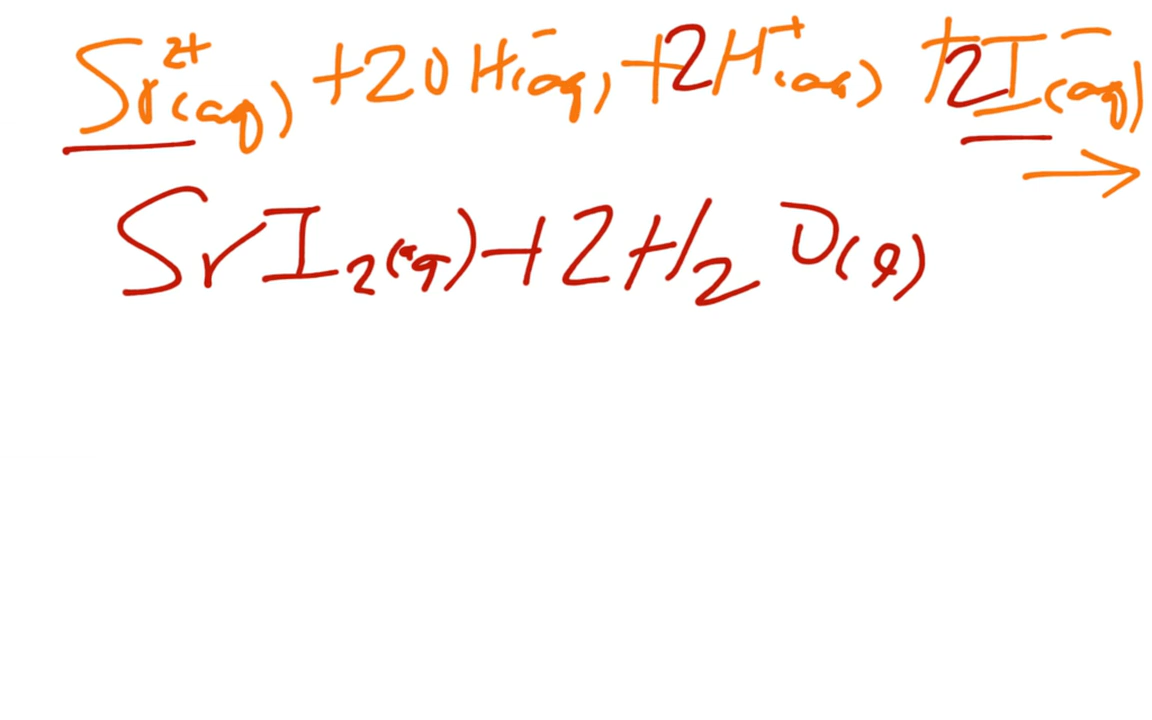 Sr²⁺(aq) + 2OH⁻(aq) + 2H⁺(aq) + 2I⁻(aq)
→
SrI₂(aq) + 2H₂O(l)